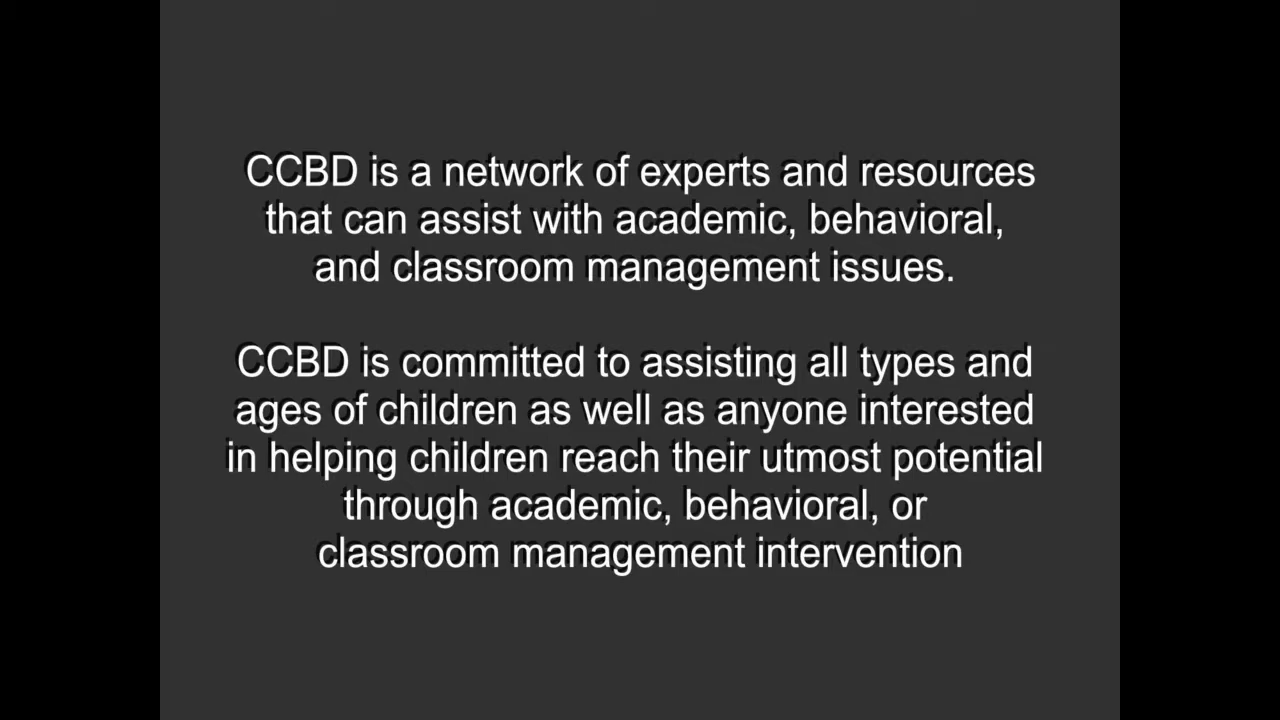 CCBD is a network of experts and resources
that can assist with academic, behavioral,
and classroom management issues.
CCBD is committed to assisting all types and
ages of children as well as anyone interested
in helping children reach their utmost potential
through academic, behavioral, or
classroom management intervention